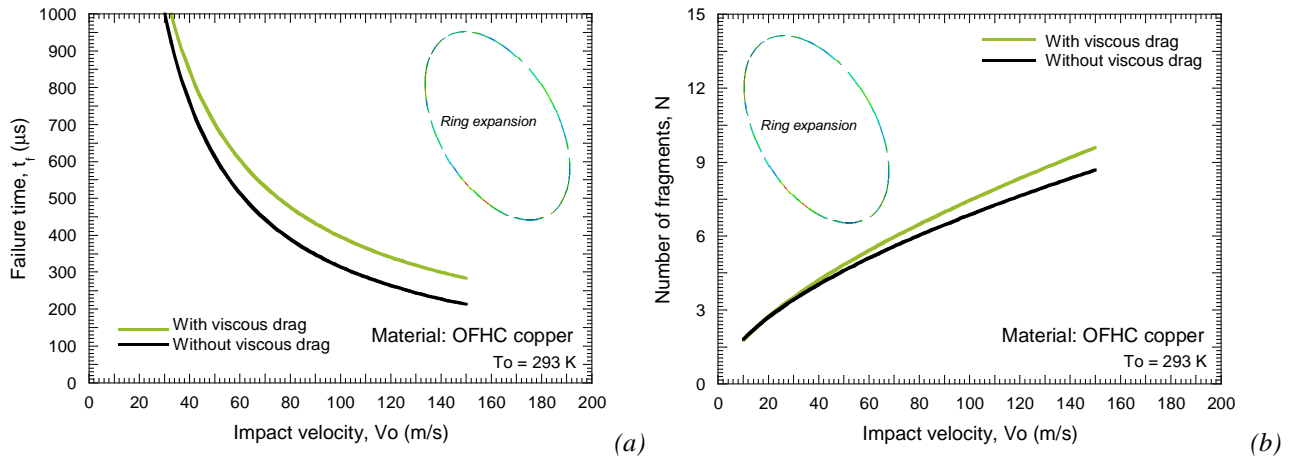 1000
900
800
700
600
500
400
300
200
100
0
Failure time, t_f (µs)
Ring expansion
With viscous drag
Without viscous drag
Material: OFHC copper
To = 293 K
0 20 40 60 80 100 120 140 160 180 200
Impact velocity, Vo (m/s)
(a)
15
12
9
6
3
0
Number of fragments, N
With viscous drag
Without viscous drag
Ring expansion
Material: OFHC copper
To = 293 K
0 20 40 60 80 100 120 140 160 180 200
Impact velocity, Vo (m/s)
(b)